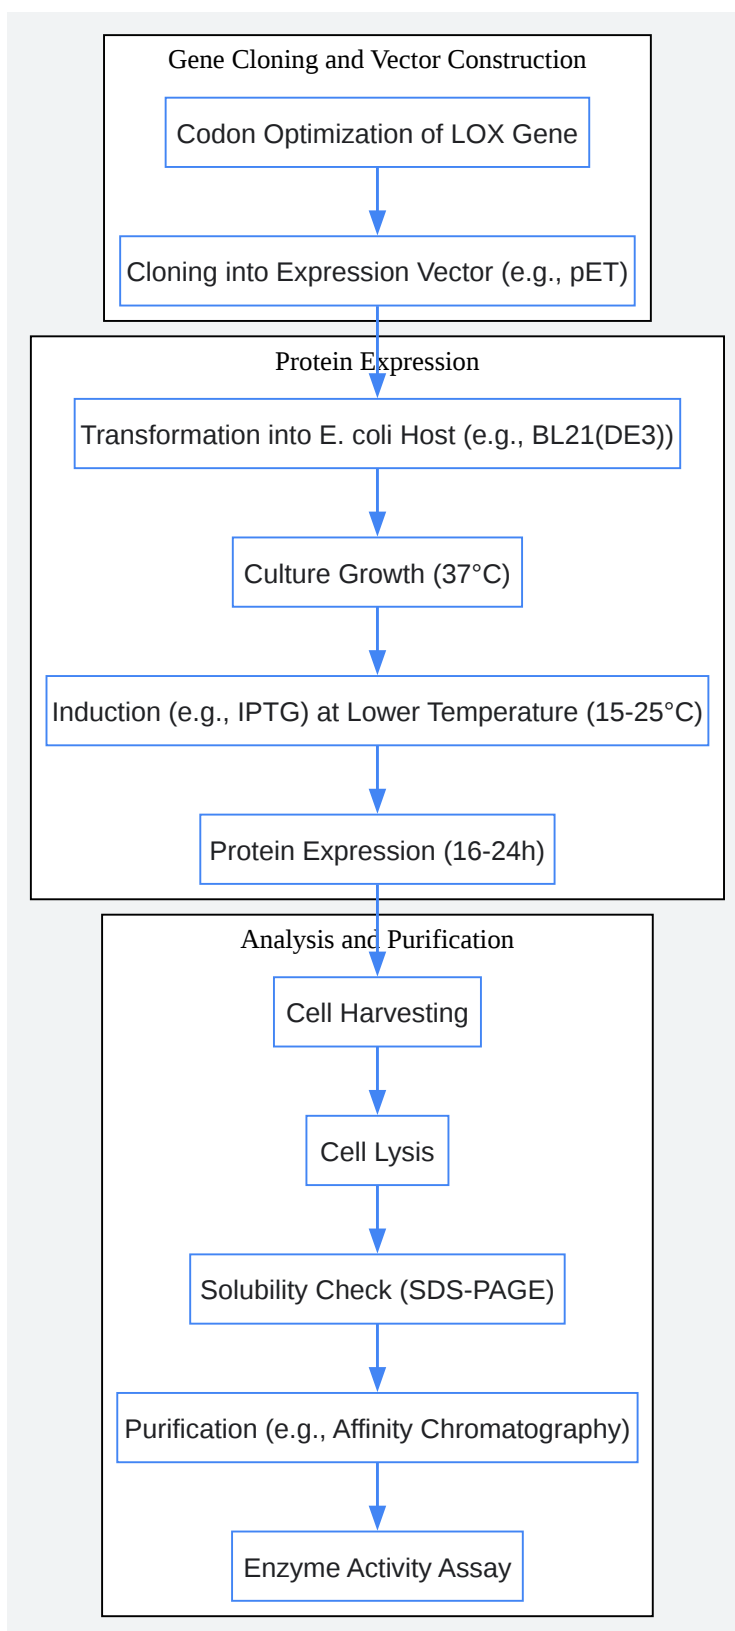 Gene Cloning and Vector Construction
Codon Optimization of LOX Gene
Cloning into Expression Vector (e.g., pET)
Protein Expression
Transformation into E. coli Host (e.g., BL21(DE3))
Culture Growth (37°C)
Induction (e.g., IPTG) at Lower Temperature (15-25°C)
Protein Expression (16-24h)
Analysis and Purification
Cell Harvesting
Cell Lysis
Solubility Check (SDS-PAGE)
Purification (e.g., Affinity Chromatography)
Enzyme Activity Assay